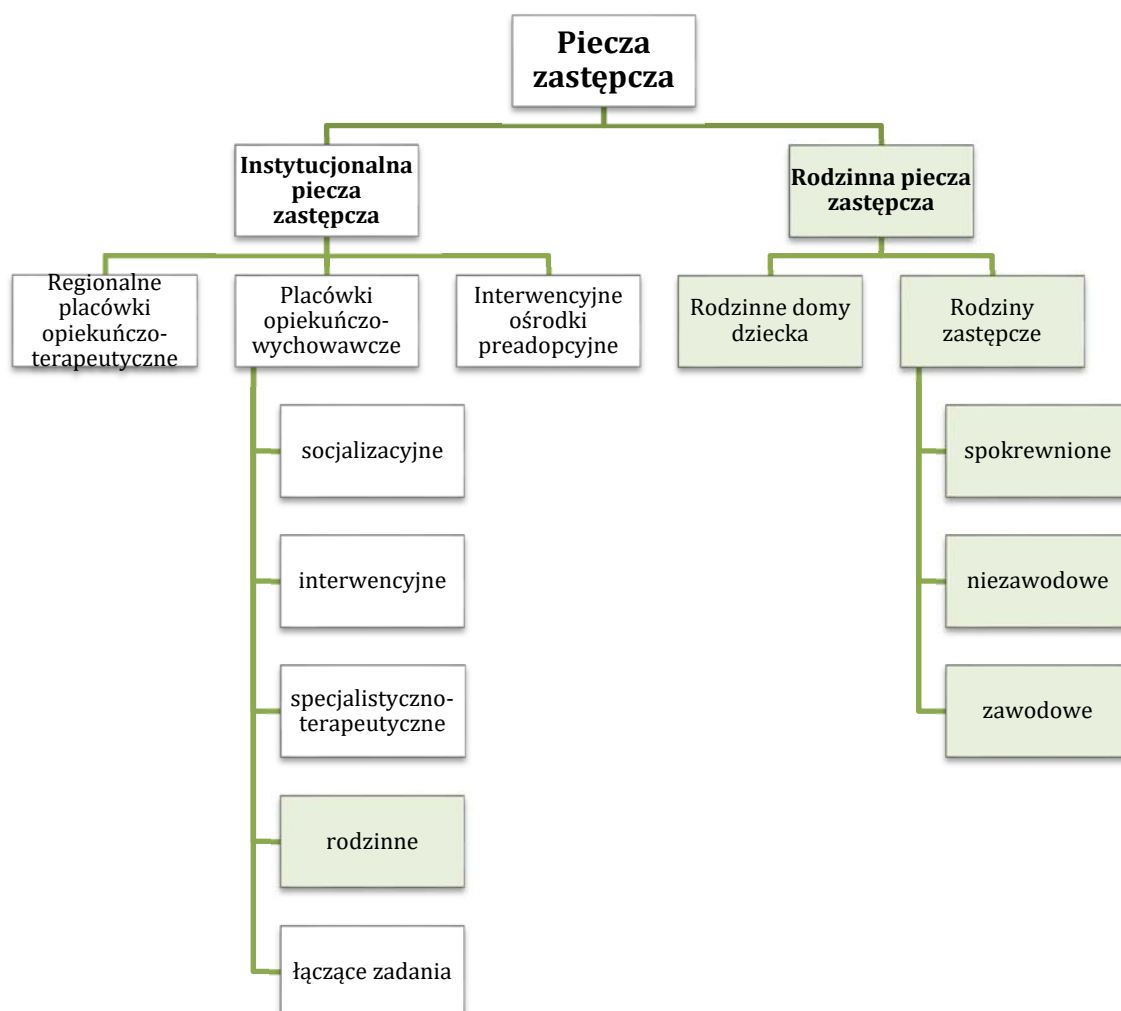 Piecza
zastępcza
Instytucjonalna
piecza
zastępcza
Rodzinna piecza
zastępcza
Regionalne
placówki
opiekuńczo-
terapeutyczne
Placówki
opiekuńczo-
wychowawcze
Interwencyjne
ośrodki
preadopcyjne
Rodzinne domy
dziecka
Rodziny
zastępcze
socjalizacyjne
interwencyjne
specjalistyczno-
terapeutyczne
rodzinne
łączące zadania
spokrewnione
niezawodowe
zawodowe